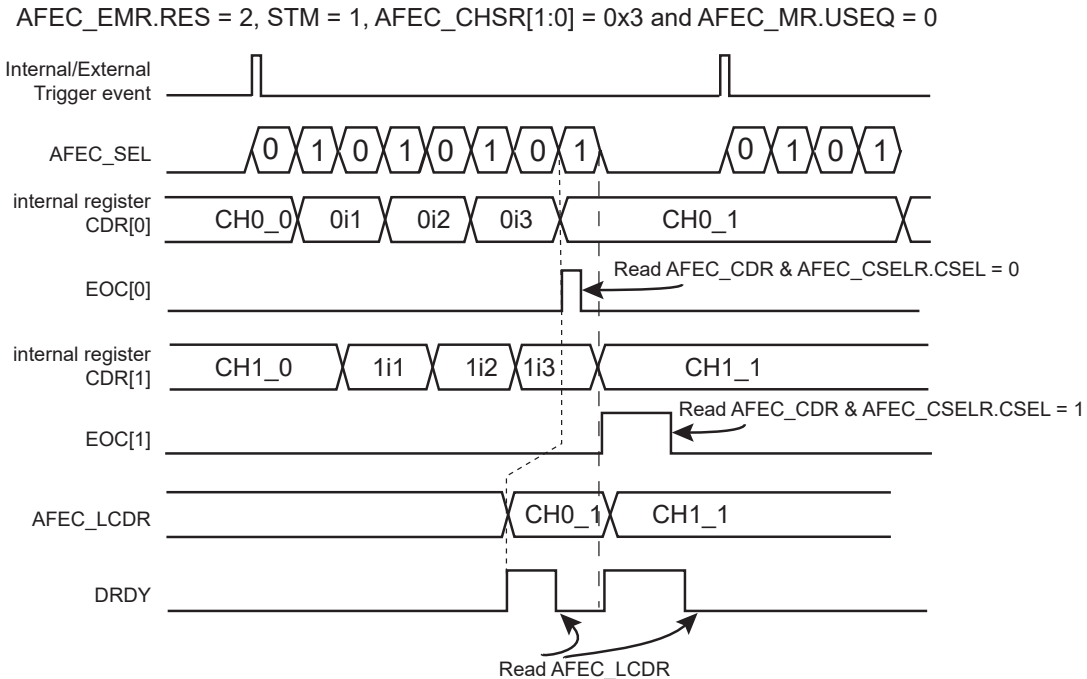 AFEC_EMR.RES = 2, STM = 1, AFEC_CHSR[1:0] = 0x3 and AFEC_MR.USEQ = 0
Internal/External
Trigger event
AFEC_SEL
0 1 0 1 0 1 0 1 0 1 0 1
internal register
CDR[0]
CH0_0 0i1 0i2 0i3 CH0_1
Read AFEC_CDR & AFEC_CSELR.CSEL = 0
EOC[0]
internal register
CDR[1]
CH1_0 1i1 1i2 1i3 CH1_1
Read AFEC_CDR & AFEC_CSELR.CSEL = 1
EOC[1]
AFEC_LCDR
CH0_1 CH1_1
DRDY
Read AFEC_LCDR